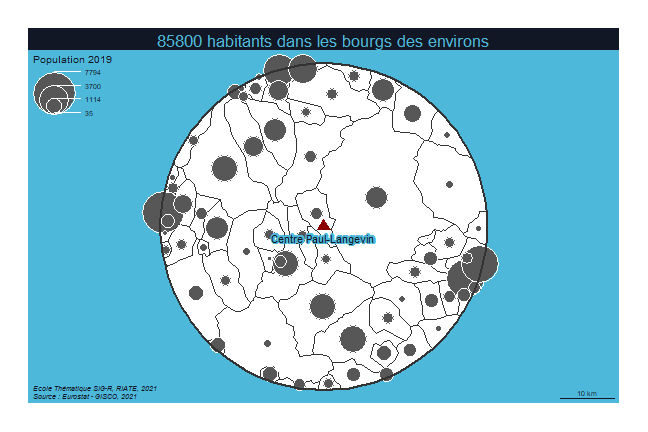 85800 habitants dans les bourgs des environs
Population 2019
7794
3700
1114
35
Centre Paul-Langevin
Ecole Thématique SIG-R, RIATE, 2021
Source : Eurostat - GISCO, 2021
10 km